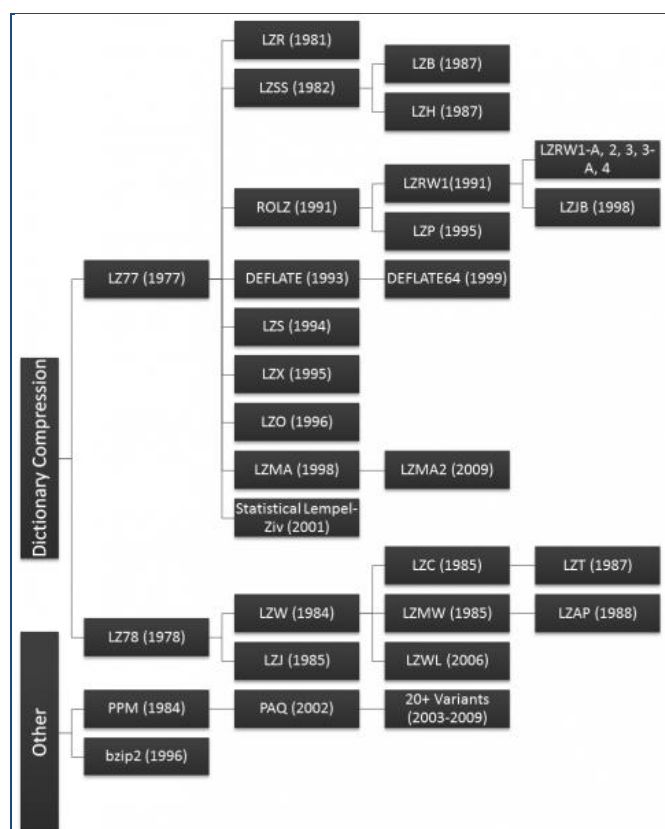 LZR (1981)
LZB (1987)
LZSS (1982)
LZH (1987)
LZRW1-A, 2, 3, 3-
A, 4
LZRW1(1991)
ROLZ (1991)
LZJB (1998)
LZP (1995)
LZ77 (1977)
DEFLATE (1993)
DEFLATE64 (1999)
LZS (1994)
LZX (1995)
Dictionary Compression
LZO (1996)
LZMA (1998)
LZMA2 (2009)
Statistical Lempel-
Ziv (2001)
LZC (1985)
LZT (1987)
LZW (1984)
LZMW (1985)
LZAP (1988)
LZ78 (1978)
LZJ (1985)
LZWL (2006)
Other
PPM (1984)
PAQ (2002)
20+ Variants
(2003-2009)
bzip2 (1996)